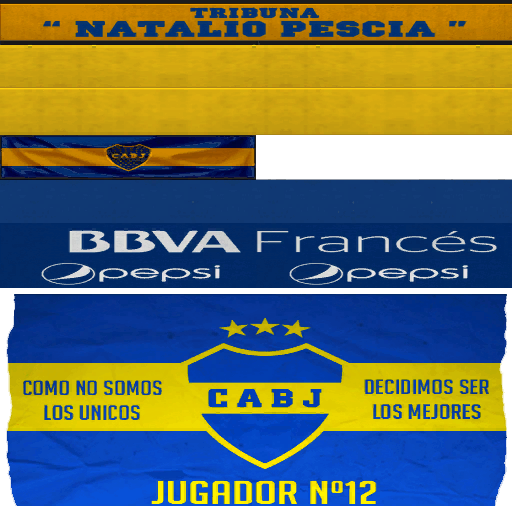 TRIBUNA
“ NATALIO PESCIA ”
CABJ
BBVA Francés
pepsi pepsi
COMO NO SOMOS
LOS UNICOS
CABJ
DECIDIMOS SER
LOS MEJORES
JUGADOR Nº12